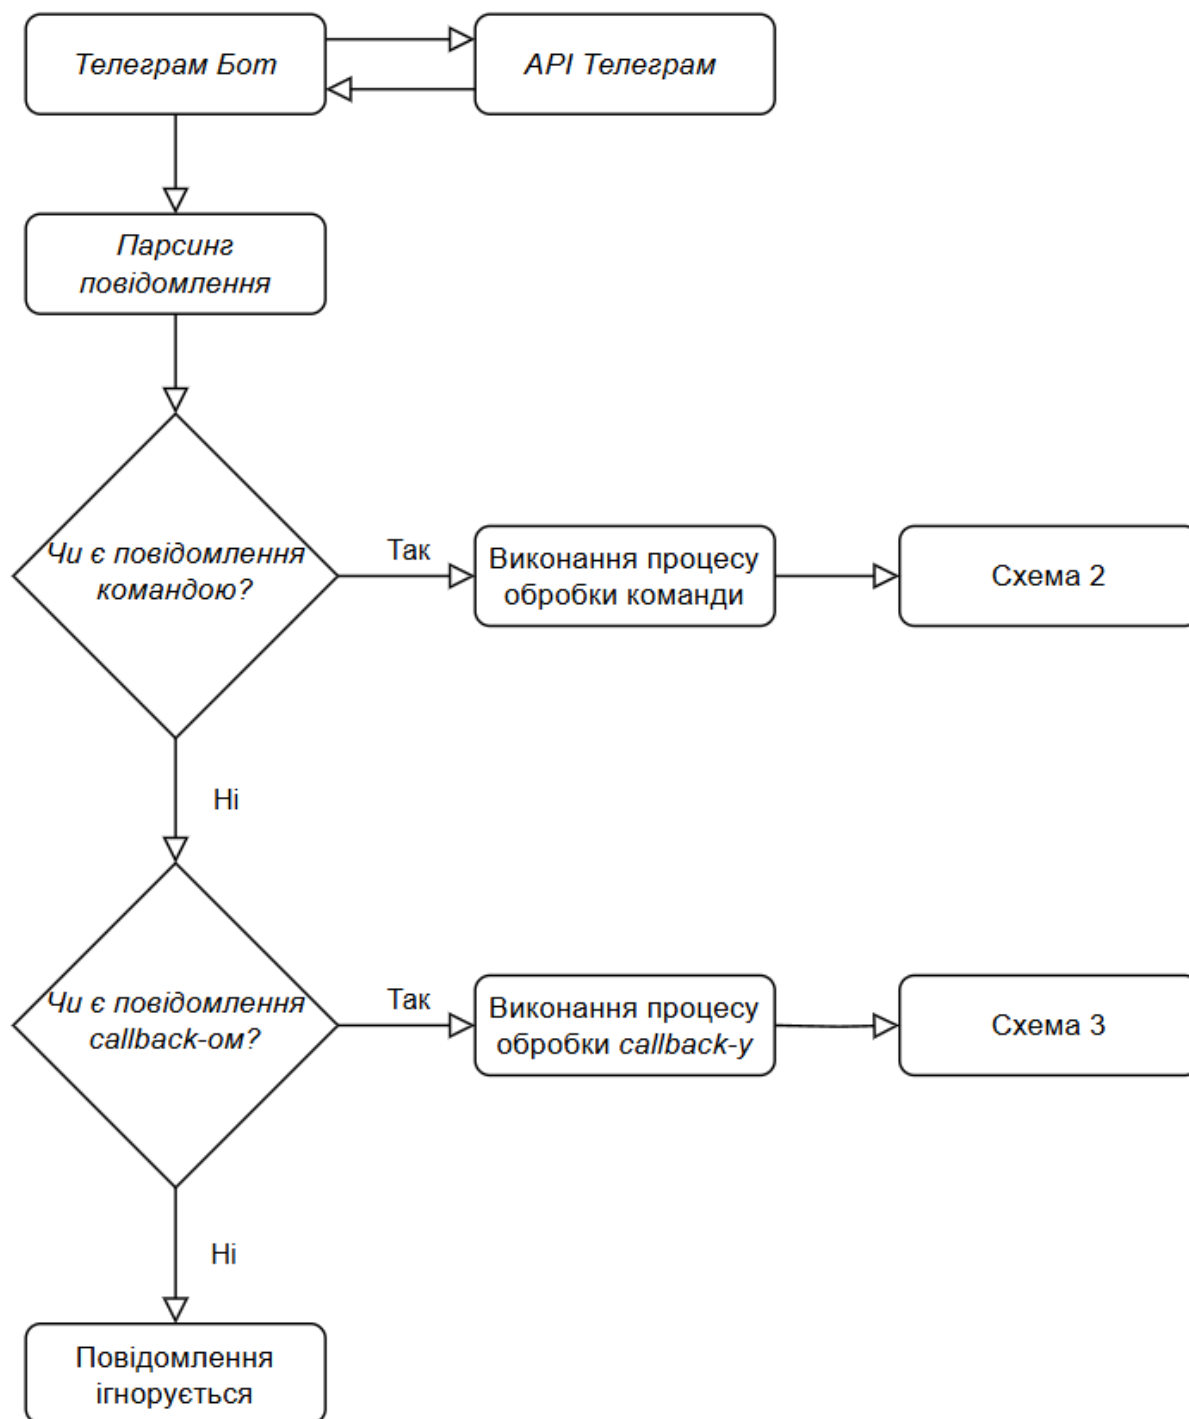 Телеграм Бот
API Телеграм
Парсинг
повідомлення
Чи є повідомлення
командою?
Так
Виконання процесу
обробки команди
Схема 2
Ні
Чи є повідомлення
callback-ом?
Так
Виконання процесу
обробки callback-у
Схема 3
Ні
Повідомлення
ігнорується